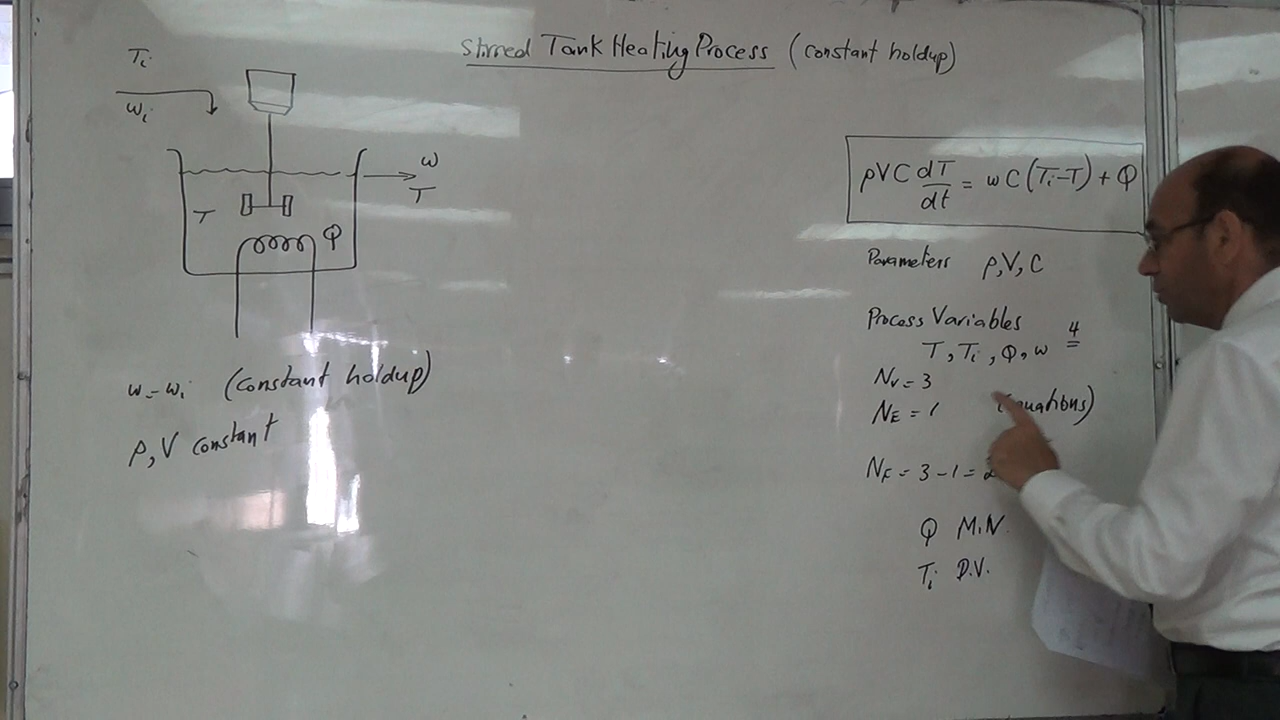 Stirred Tank Heating Process (constant holdup)
Ti
wi
w
T
T
Q
w = wi (constant holdup)
ρ, V constant
ρVC dT/dt = wC(Ti-T) + Q
Parameters ρ, V, C
Process Variables
T, Ti, Q, w 4
Nv = 3
NE = 1
NF = 3 - 1 =
Q M.V.
Ti D.V.